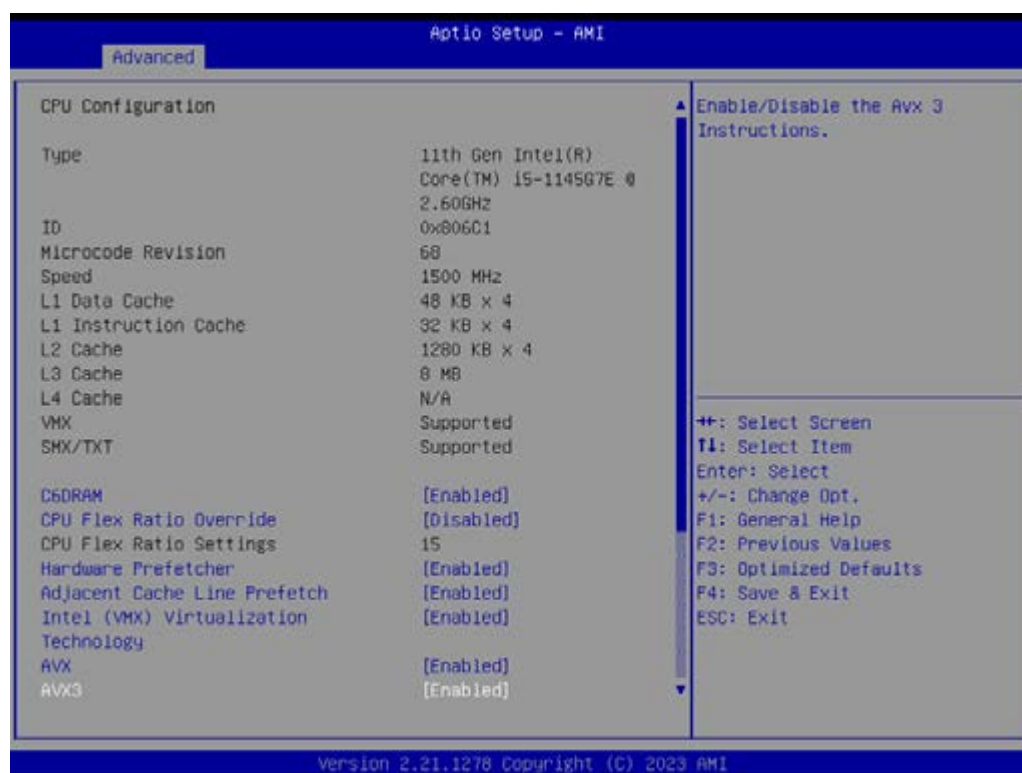 Aptio Setup - AMI
Advanced
CPU Configuration
Type 11th Gen Intel(R)
Core(TM) i5-1145G7E @
2.60GHz
ID 0x806C1
Microcode Revision 68
Speed 1500 MHz
L1 Data Cache 48 KB x 4
L1 Instruction Cache 32 KB x 4
L2 Cache 1280 KB x 4
L3 Cache 8 MB
L4 Cache N/A
VMX Supported
SMX/TXT Supported
C6DRAM [Enabled]
CPU Flex Ratio Override [Disabled]
CPU Flex Ratio Settings 15
Hardware Prefetcher [Enabled]
Adjacent Cache Line Prefetch [Enabled]
Intel (VMX) Virtualization [Enabled]
Technology
AVX [Enabled]
AVX3 [Enabled]
Enable/Disable the Avx 3
Instructions.
→←: Select Screen
↑↓: Select Item
Enter: Select
+/-: Change Opt.
F1: General Help
F2: Previous Values
F3: Optimized Defaults
F4: Save & Exit
ESC: Exit
Version 2.21.1278 Copyright (C) 2023 AMI